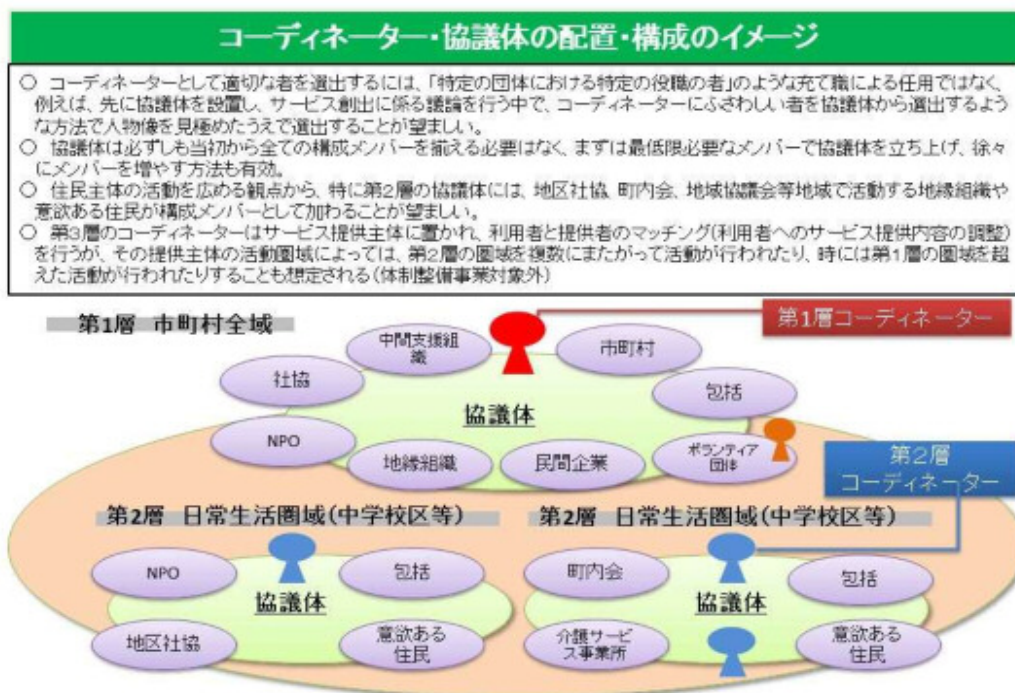 コーディネーター・協議体の配置・構成のイメージ
○ コーディネーターとして適切な者を選出するには、「特定の団体における特定の役職の者」のような充て職による任用ではなく、
例えば、先に協議体を設置し、サービス創出に係る議論を行う中で、コーディネーターにふさわしい者を協議体から選出するよう
な方法で人物像を見極めたうえで選出することが望ましい。
○ 協議体は必ずしも当初から全ての構成メンバーを揃える必要はなく、まずは最低限必要なメンバーで協議体を立ち上げ、徐々
にメンバーを増やす方法も有効。
○ 住民主体の活動を広める観点から、特に第2層の協議体には、地区社協、町内会、地域協議会等地域で活動する地縁組織や
意欲ある住民が構成メンバーとして加わることが望ましい。
○ 第3層のコーディネーターはサービス提供主体に置かれ、利用者と提供者のマッチング(利用者へのサービス提供内容の調整)
を行うが、その提供主体の活動圏域によっては、第2層の圏域を複数にまたがって活動が行われたり、時には第1層の圏域を超
えた活動が行われたりすることも想定される(体制整備事業対象外)
第1層 市町村全域
第1層コーディネーター
中間支援組
織
市町村
社協
包括
協議体
NPO
地縁組織
民間企業
ボランティア
団体
第2層
コーディネーター
第2層 日常生活圏域(中学校区等)
第2層 日常生活圏域(中学校区等)
NPO
包括
協議体
地区社協
意欲ある
住民
町内会
包括
協議体
介護サービ
ス事業所
意欲ある
住民